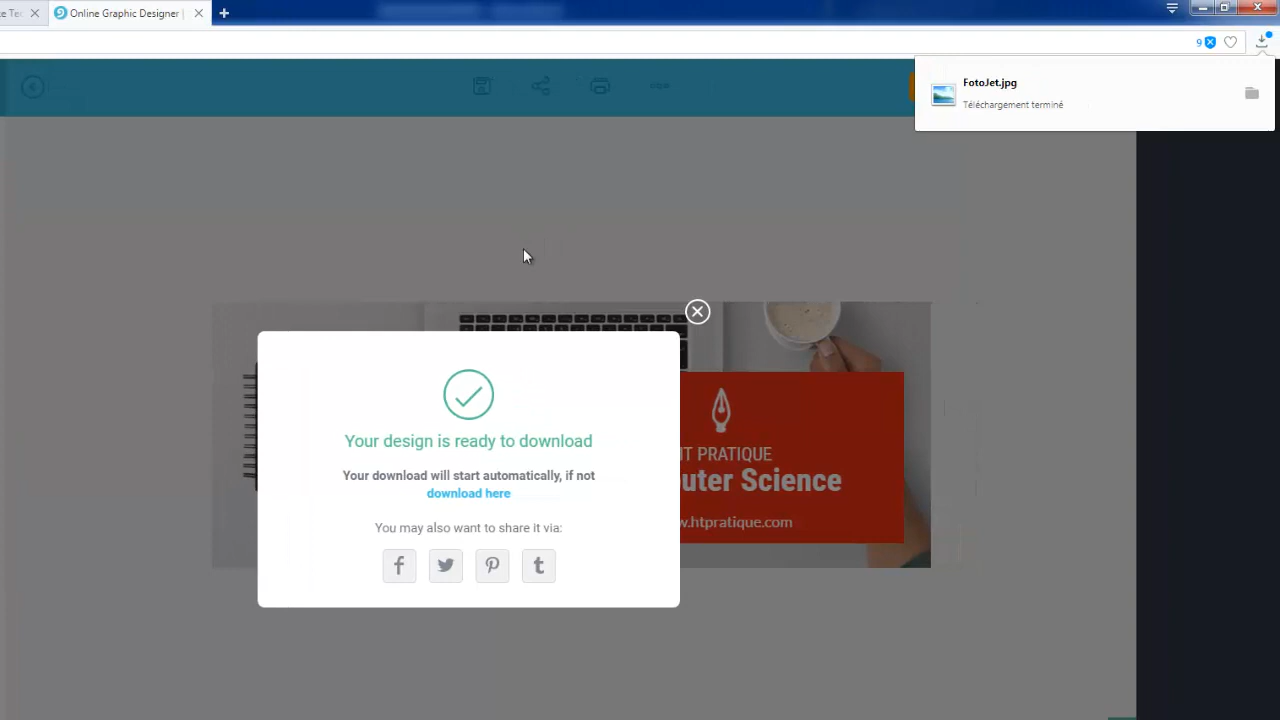 Online Graphic Designer |
9
FotoJet.jpg
Téléchargement terminé
Your design is ready to download
Your download will start automatically, if not
download here
You may also want to share it via:
HT PRATIQUE
uter Science
w.htpratique.com